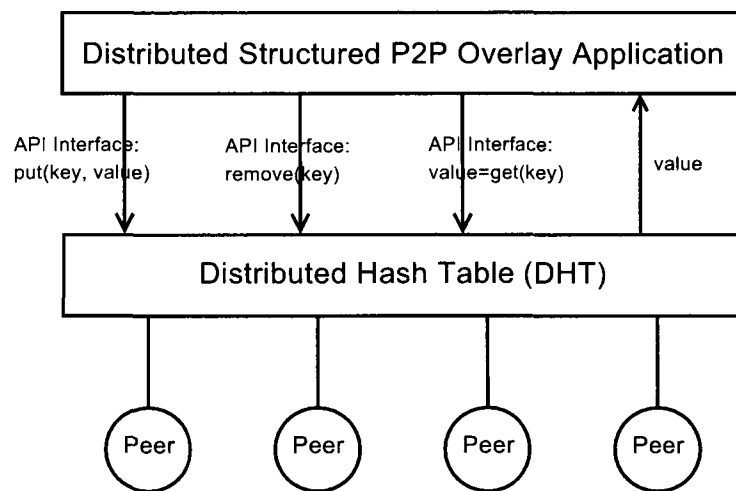 Distributed Structured P2P Overlay Application
API Interface:
put(key, value)
API Interface:
remove(key)
API Interface:
value=get(key)
value
Distributed Hash Table (DHT)
Peer
Peer
Peer
Peer